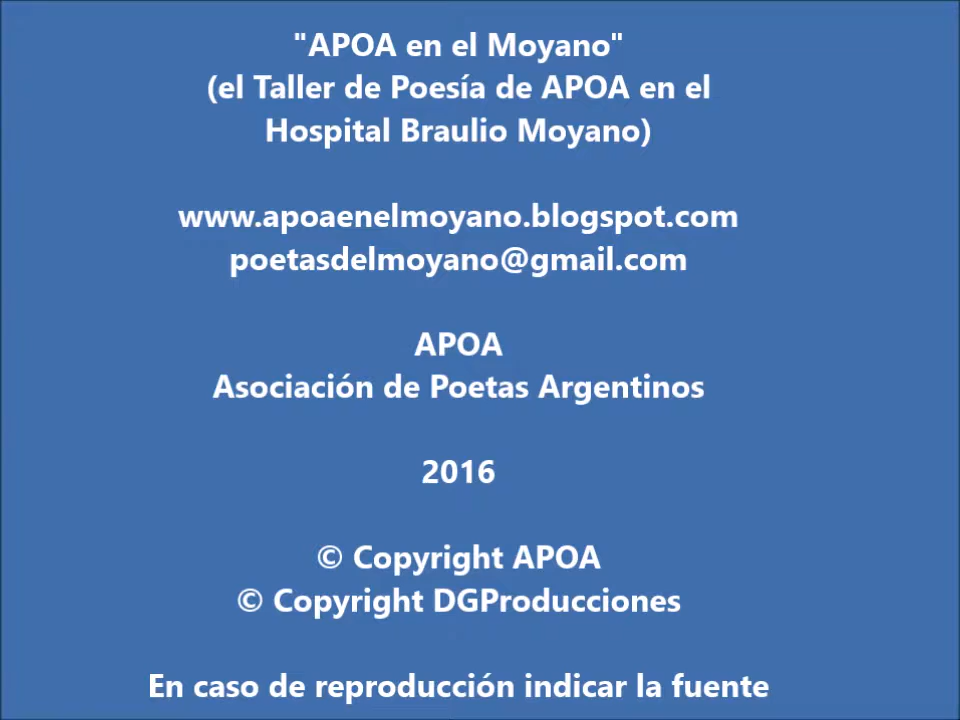 "APOA en el Moyano"
(el Taller de Poesía de APOA en el
Hospital Braulio Moyano)
www.apoaenelmoyano.blogspot.com
poetasdelmoyano@gmail.com
APOA
Asociación de Poetas Argentinos
2016
© Copyright APOA
© Copyright DGProducciones
En caso de reproducción indicar la fuente